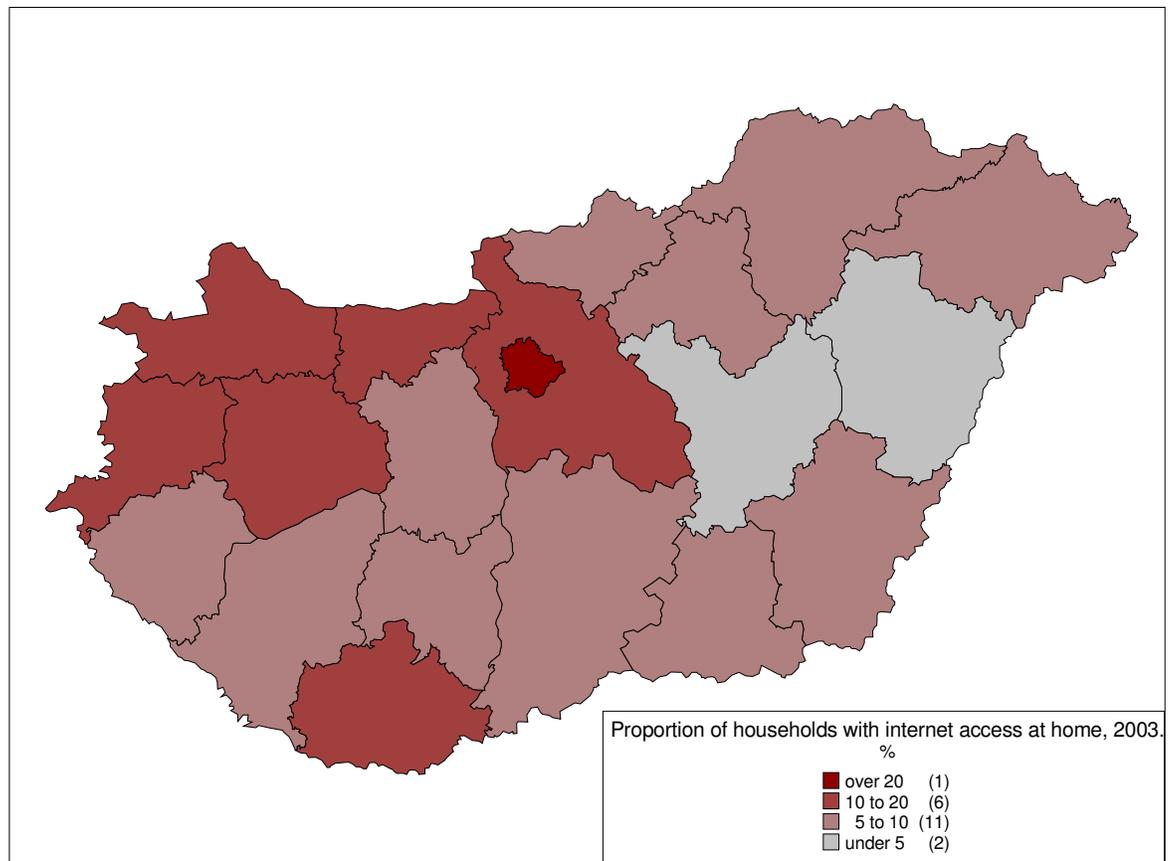 Proportion of households with internet access at home, 2003.
%
over 20 (1)
10 to 20 (6)
5 to 10 (11)
under 5 (2)